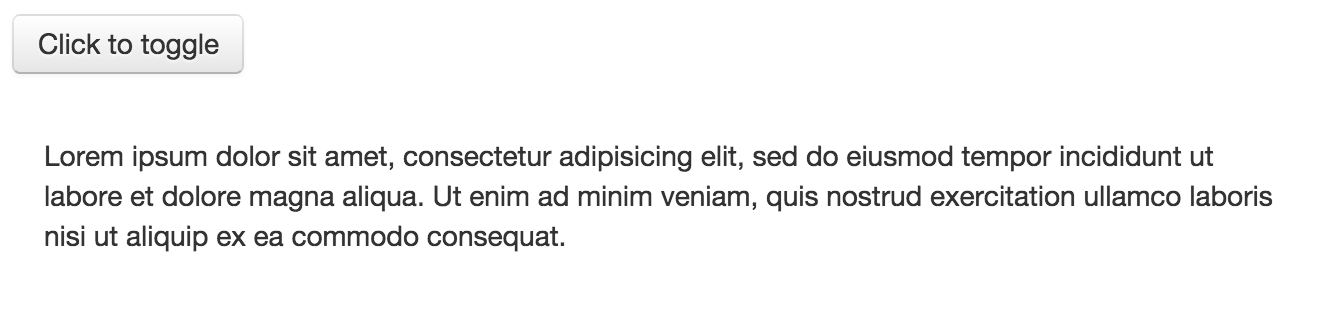 Click to toggle
Lorem ipsum dolor sit amet, consectetur adipisicing elit, sed do eiusmod tempor incididunt ut
labore et dolore magna aliqua. Ut enim ad minim veniam, quis nostrud exercitation ullamco laboris
nisi ut aliquip ex ea commodo consequat.